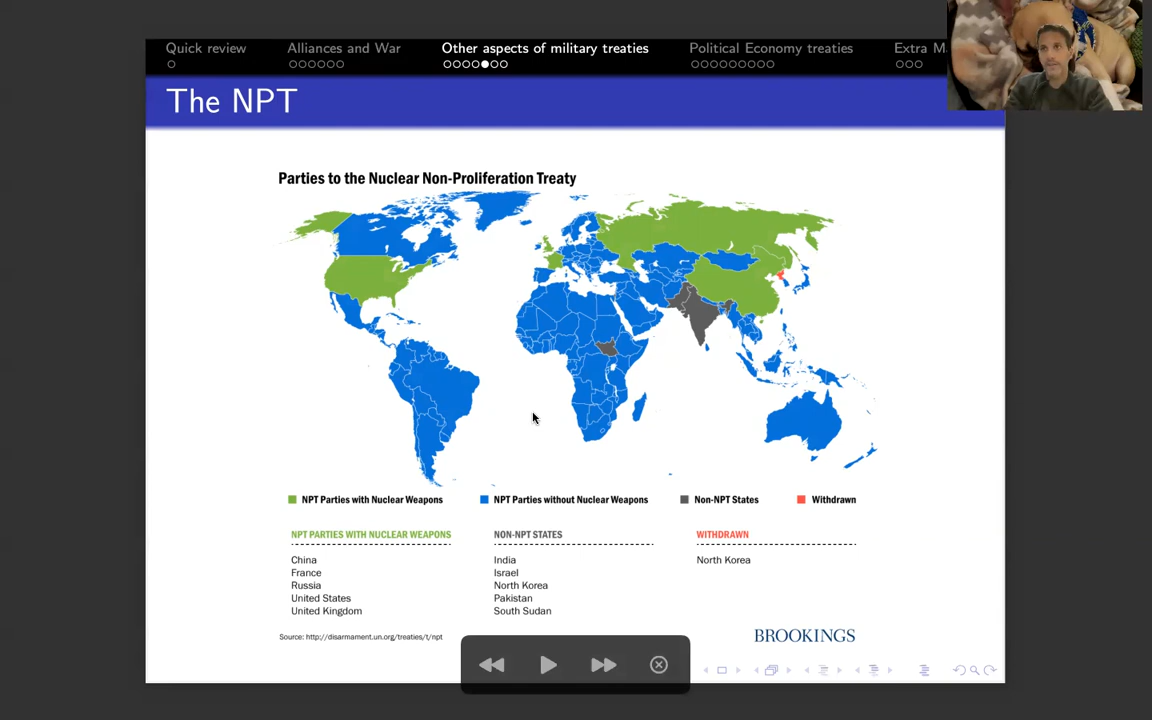 Quick review Alliances and War Other aspects of military treaties Political Economy treaties Extra M
The NPT
Parties to the Nuclear Non-Proliferation Treaty
NPT Parties with Nuclear Weapons NPT Parties without Nuclear Weapons Non-NPT States Withdrawn
NPT PARTIES WITH NUCLEAR WEAPONS
China
France
Russia
United States
United Kingdom
NON-NPT STATES
India
Israel
North Korea
Pakistan
South Sudan
WITHDRAWN
North Korea
Source: http://disarmament.un.org/treaties/t/npt
BROOKINGS